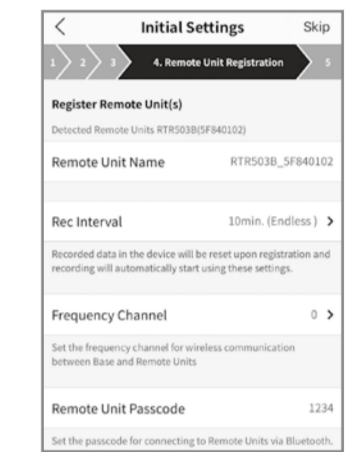 Initial Settings Skip
1 2 3 4. Remote Unit Registration 5
Register Remote Unit(s)
Detected Remote Units RTR503B(5F840102)
Remote Unit Name RTR503B_5F840102
Rec Interval 10min. (Endless )
Recorded data in the device will be reset upon registration and
recording will automatically start using these settings.
Frequency Channel 0
Set the frequency channel for wireless communication
between Base and Remote Units
Remote Unit Passcode 1234
Set the passcode for connecting to Remote Units via Bluetooth.